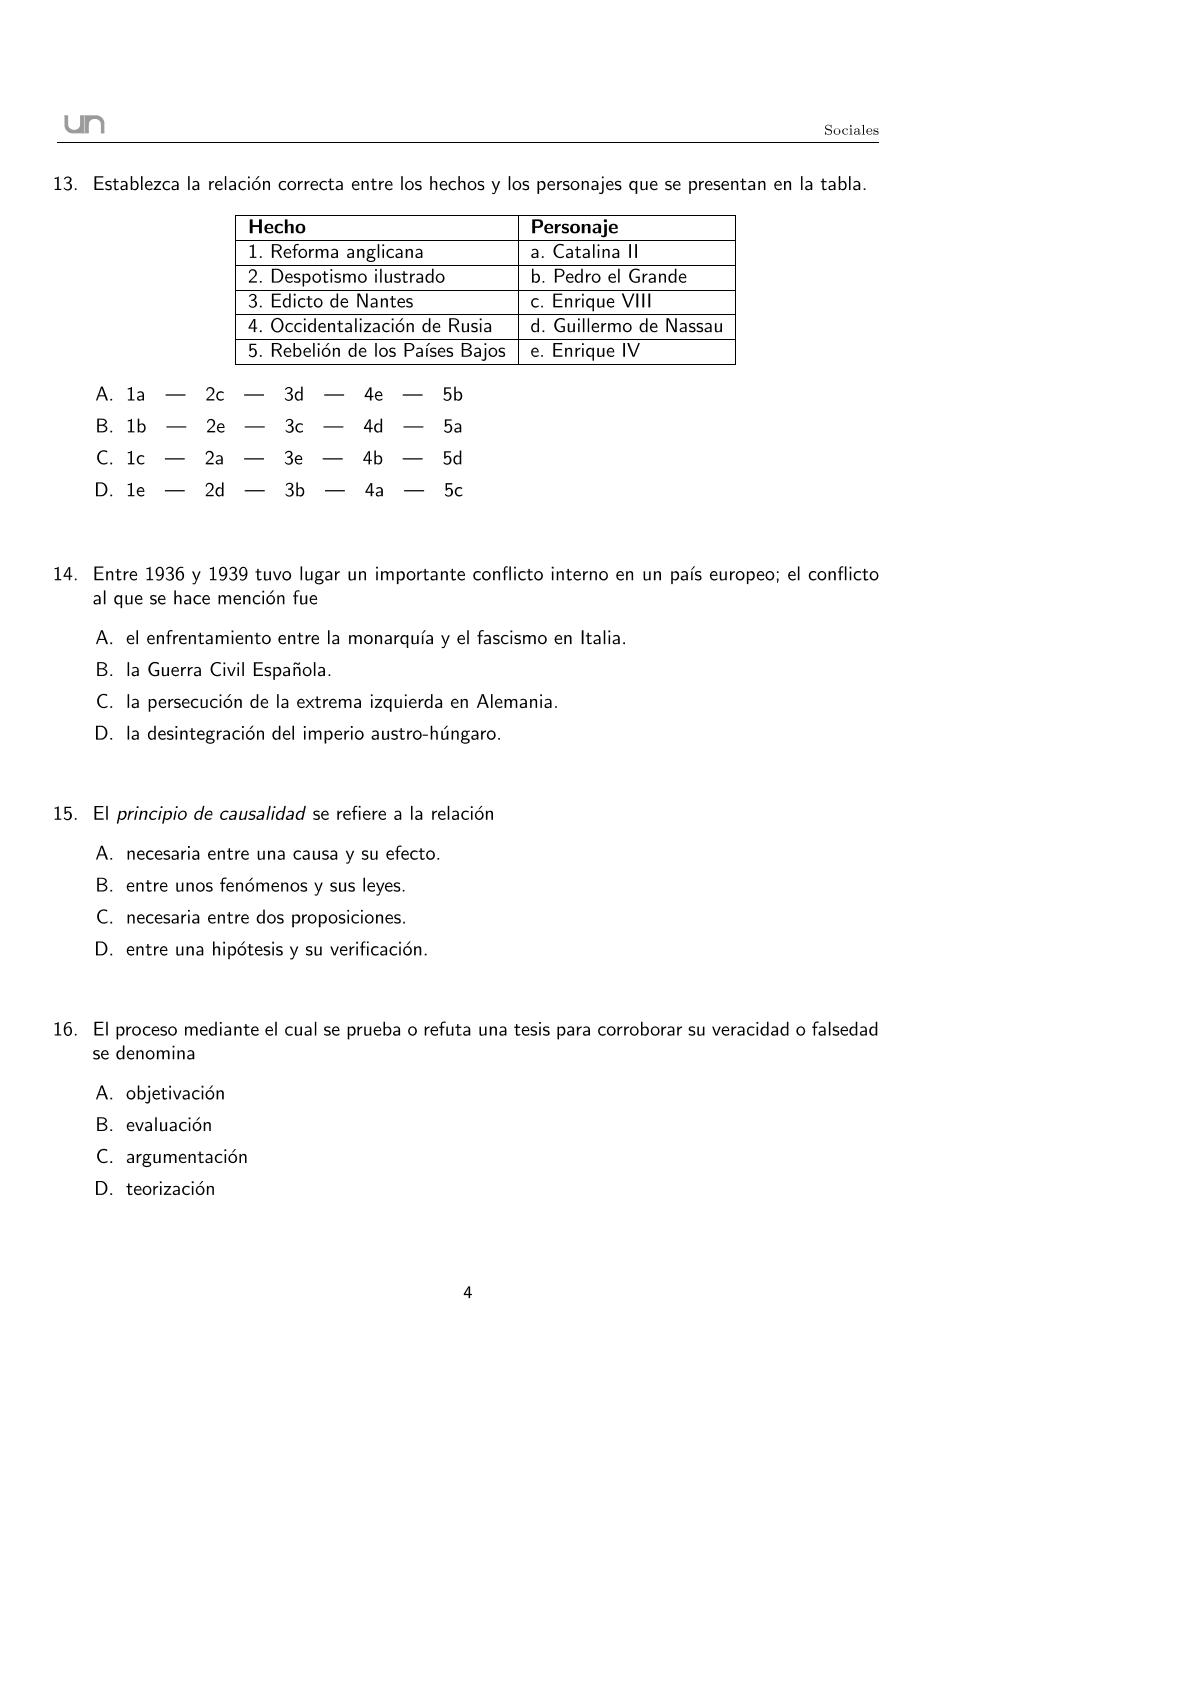 un
Sociales
13. Establezca la relación correcta entre los hechos y los personajes que se presentan en la tabla.
Hecho Personaje
1. Reforma anglicana a. Catalina II
2. Despotismo ilustrado b. Pedro el Grande
3. Edicto de Nantes c. Enrique VIII
4. Occidentalización de Rusia d. Guillermo de Nassau
5. Rebelión de los Países Bajos e. Enrique IV
A. 1a — 2c — 3d — 4e — 5b
B. 1b — 2e — 3c — 4d — 5a
C. 1c — 2a — 3e — 4b — 5d
D. 1e — 2d — 3b — 4a — 5c
14. Entre 1936 y 1939 tuvo lugar un importante conflicto interno en un país europeo; el conflicto
al que se hace mención fue
A. el enfrentamiento entre la monarquía y el fascismo en Italia.
B. la Guerra Civil Española.
C. la persecución de la extrema izquierda en Alemania.
D. la desintegración del imperio austro-húngaro.
15. El principio de causalidad se refiere a la relación
A. necesaria entre una causa y su efecto.
B. entre unos fenómenos y sus leyes.
C. necesaria entre dos proposiciones.
D. entre una hipótesis y su verificación.
16. El proceso mediante el cual se prueba o refuta una tesis para corroborar su veracidad o falsedad
se denomina
A. objetivación
B. evaluación
C. argumentación
D. teorización
4